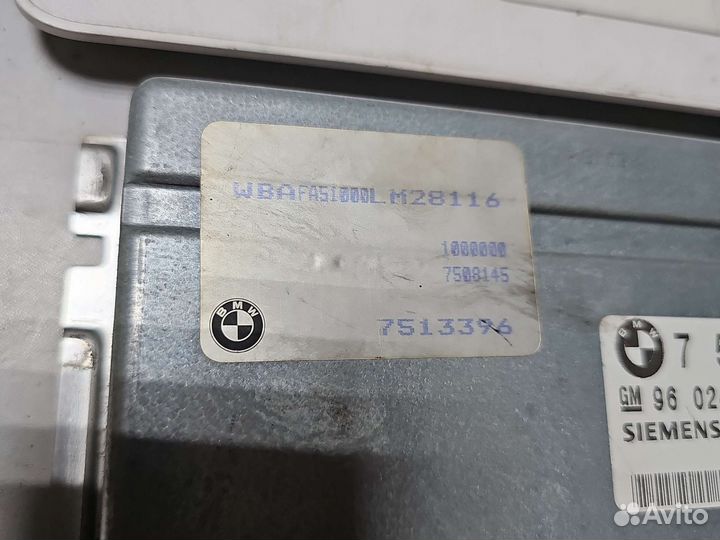 WBAFA51000LM28116
1000000
7508145
BMW
7513396
BMW
7 5
GM 96 02
SIEMENS
Avito